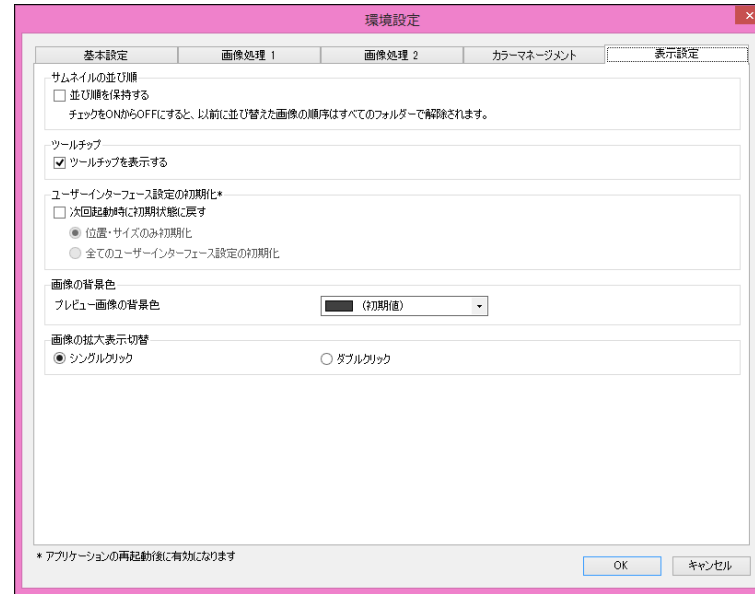 環境設定
基本設定 画像処理 1 画像処理 2 カラーマネージメント 表示設定
サムネイルの並び順
並び順を保持する
チェックをONからOFFにすると、以前に並び替えた画像の順序はすべてのフォルダーで解除されます。
ツールチップ
ツールチップを表示する
ユーザーインターフェース設定の初期化*
次回起動時に初期状態に戻す
位置・サイズのみ初期化
全てのユーザーインターフェース設定の初期化
画像の背景色
プレビュー画像の背景色 (初期値)
画像の拡大表示切替
シングルクリック ダブルクリック
* アプリケーションの再起動後に有効になります
OK キャンセル